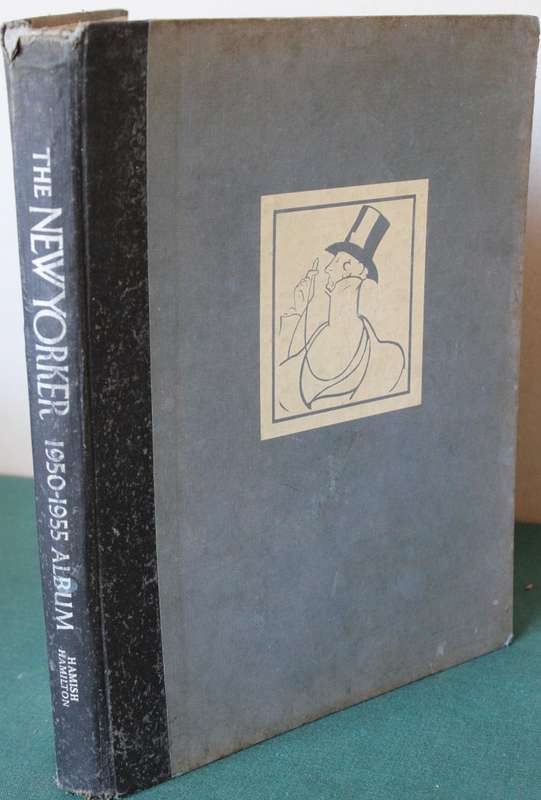 THE NEW YORKER 1950-1955 ALBUM
HAMISH
HAMILTON